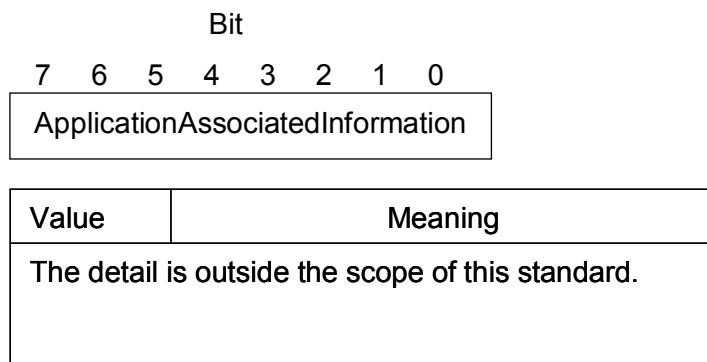 Bit
7 6 5 4 3 2 1 0
ApplicationAssociatedInformation
Value Meaning
The detail is outside the scope of this standard.